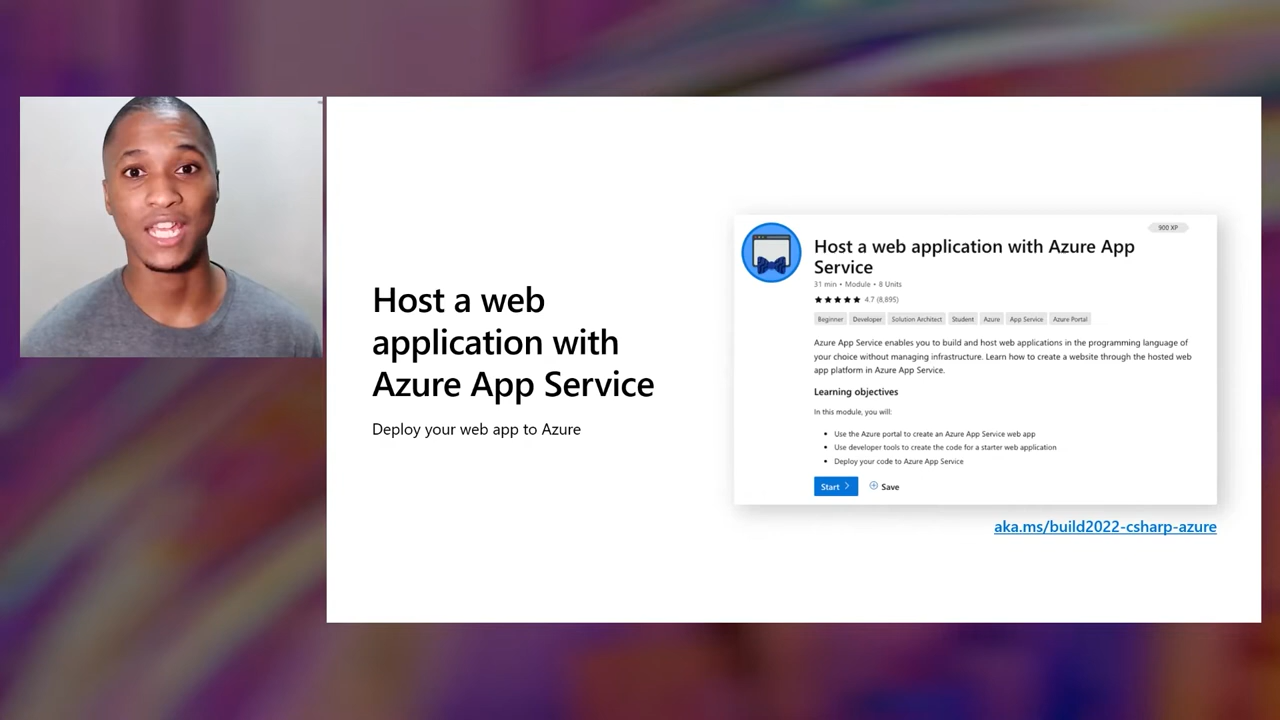 Host a web
application with
Azure App Service
Deploy your web app to Azure
900 XP
Host a web application with Azure App
Service
31 min • Module • 8 Units
★★★★★ 4.7 (8,895)
Beginner Developer Solution Architect Student Azure App Service Azure Portal
Azure App Service enables you to build and host web applications in the programming language of
your choice without managing infrastructure. Learn how to create a website through the hosted web
app platform in Azure App Service.
Learning objectives
In this module, you will:
• Use the Azure portal to create an Azure App Service web app
• Use developer tools to create the code for a starter web application
• Deploy your code to Azure App Service
Start > Save
aka.ms/build2022-csharp-azure